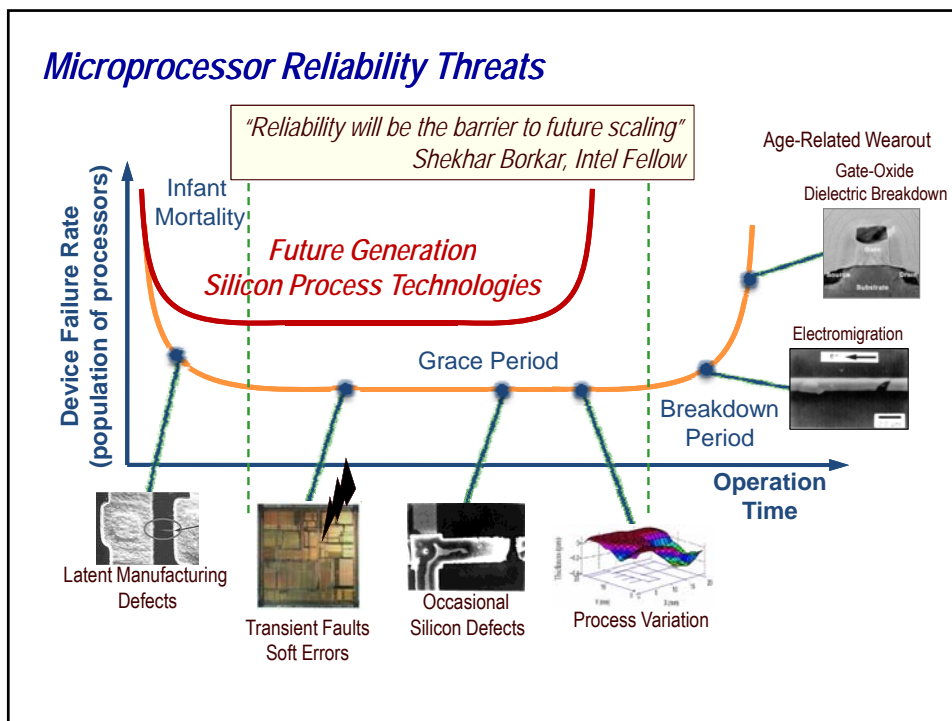 Microprocessor Reliability Threats
“Reliability will be the barrier to future scaling”
Shekhar Borkar, Intel Fellow
Age-Related Wearout
Gate-Oxide
Dielectric Breakdown
Device Failure Rate
(population of processors)
Infant
Mortality
Future Generation
Silicon Process Technologies
Source
Drain
Substrate
Electromigration
Grace Period
Breakdown
Period
Operation
Time
Latent Manufacturing
Defects
Transient Faults
Soft Errors
Occasional
Silicon Defects
Process Variation